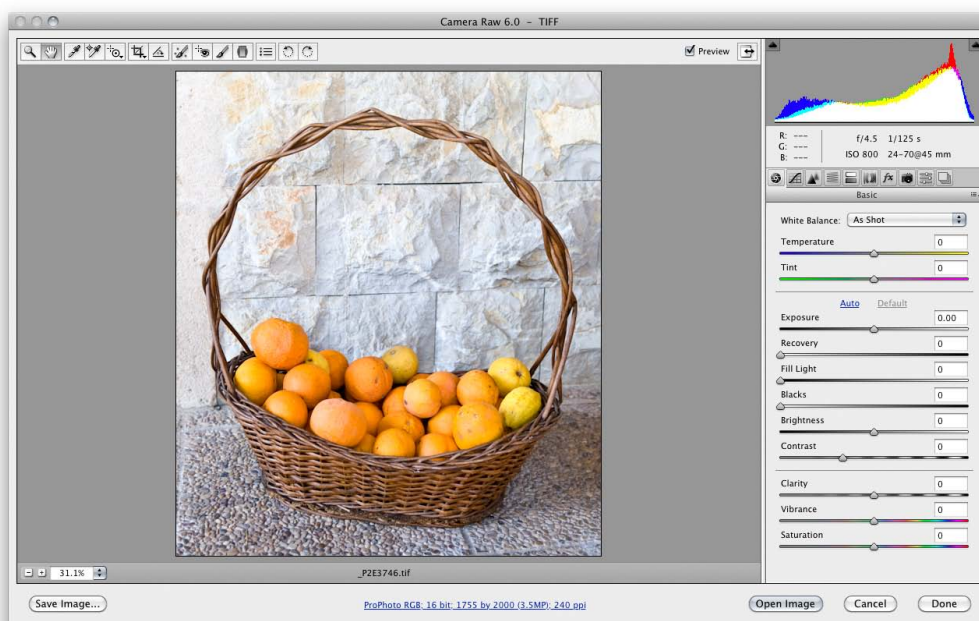 Camera Raw 6.0 – TIFF
Preview
R: ---
G: ---
B: ---
f/4.5 1/125 s
ISO 800 24-70@45 mm
fx
Basic
White Balance: As Shot
Temperature 0
Tint 0
Auto Default
Exposure 0.00
Recovery 0
Fill Light 0
Blacks 0
Brightness 0
Contrast 0
Clarity 0
Vibrance 0
Saturation 0
- + 31.1% _P2E3746.tif
Save Image... ProPhoto RGB; 16 bit; 1755 by 2000 (3.5MP); 240 ppi Open Image Cancel Done